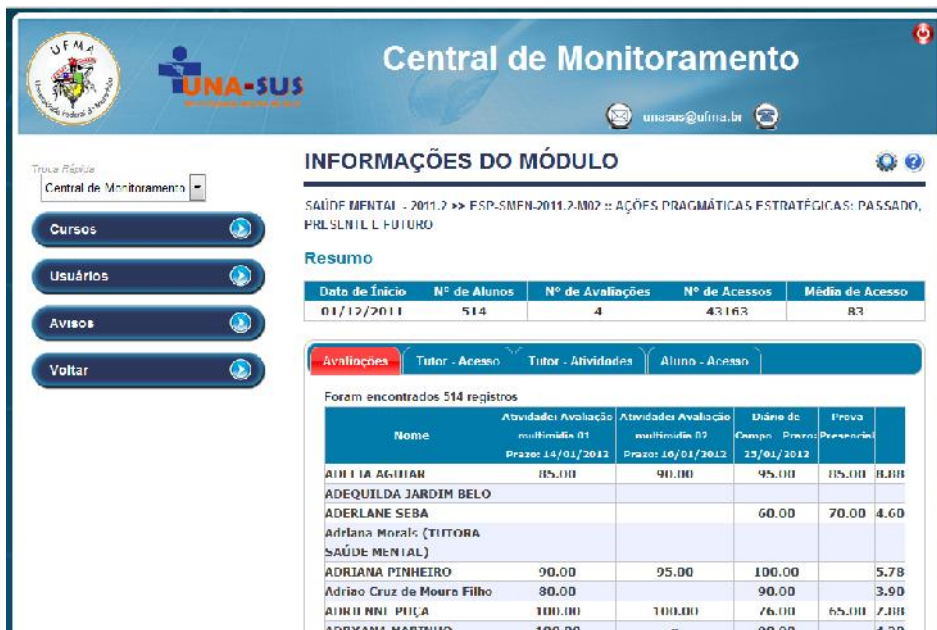 UFMA
UNA-SUS
Central de Monitoramento
unasus@ufma.br
Troca Rápida
Central de Monitoramento
Cursos
Usuários
Avisos
Voltar
INFORMAÇÕES DO MÓDULO
SAÚDE MENTAL - 2011.2 >> ESP-SMEN-2011.2-M02 :: AÇÕES PRAGMÁTICAS ESTRATÉGICAS: PASSADO,
PRESENTE E FUTURO
Resumo
Data de Início Nº de Alunos Nº de Avaliações Nº de Acessos Média de Acesso
01/12/2011 514 4 43163 83
Avaliações Tutor - Acesso Tutor - Atividades Aluno - Acesso
Foram encontrados 514 registros
Nome
Atividade: Avaliação
multimidia 01
Prazo: 14/01/2012
Atividade: Avaliação
multimidia 02
Prazo: 16/01/2012
Diário de
Campo Prazo:
23/01/2012
Prova
Presencial
AGUIAR 85.00 90.00 95.00 85.00 8.88
ADEQUILDA JARDIM BELO
ADERLANE SEBA 60.00 70.00 4.60
Adriana Morais (TUTORA
SAÚDE MENTAL)
ADRIANA PINHEIRO 90.00 95.00 100.00 5.78
Adriao Cruz de Moura Filho 80.00 90.00 3.90
100.00 100.00 76.00 65.00 7.88